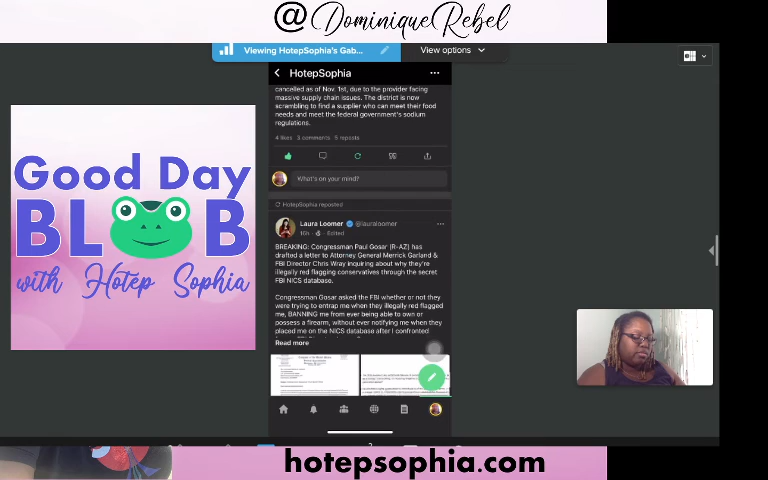 @DominiqueRebel
Viewing HotepSophia's Gab...
View options
HotepSophia
cancelled as of Nov. 1st, due to the provider facing
massive supply chain issues. The district is now
scrambling to find a supplier who can meet their food
needs and meet the federal government's sodium
regulations.
4 likes 3 comments 5 reposts
What's on your mind?
HotepSophia reposted
Laura Loomer @lauraloomer
16h · Edited
BREAKING: Congressman Paul Gosar (R-AZ) has
drafted a letter to Attorney General Merrick Garland &
FBI Director Chris Wray inquiring about why they're
illegally red flagging conservatives through the secret
FBI NICS database.
Congressman Gosar asked the FBI whether or not they
were trying to entrap me when they illegally red flagged
me, BANNING me from ever being able to own or
possess a firearm, without ever notifying me when they
placed me on the NICS database after I confronted
Read more
Good Day
BL B
with Hotep Sophia
hotepsophia.com